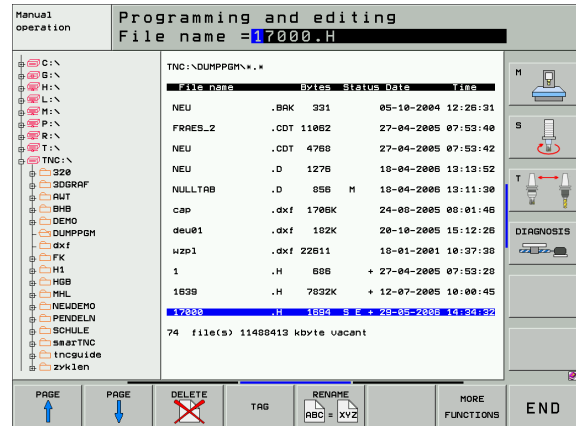 Manual
operation
Programming and editing
File name =17000.H
C:\
G:\
H:\
L:\
M:\
P:\
R:\
T:\
TNC:\
320
3DGRAF
AWT
BHB
DEMO
DUMPPGM
dxf
FK
H1
HGB
MHL
NEWDEMO
PENDELN
SCHULE
smarTNC
tncguide
zyklen
TNC:\DUMPPGM\*.*
File name Bytes Status Date Time
NEU .BAK 331 05-10-2004 12:26:31
FRAES_2 .CDT 11062 27-04-2005 07:53:40
NEU .CDT 4768 27-04-2005 07:53:42
NEU .D 1276 18-04-2006 13:13:52
NULLTAB .D 856 M 18-04-2006 13:11:30
cap .dxf 1706K 24-08-2005 08:01:46
deu01 .dxf 182K 20-10-2005 15:12:26
wzpl .dxf 22611 18-01-2001 10:37:38
1 .H 686 + 27-04-2005 07:53:28
1639 .H 7832K + 12-07-2005 10:00:45
17000 .H 1694 S E + 29-05-2006 14:34:32
74 file(s) 11488413 kbyte vacant
M
S
T
DIAGNOSIS
PAGE
PAGE
DELETE
TAG
RENAME
ABC = XYZ
MORE
FUNCTIONS
END